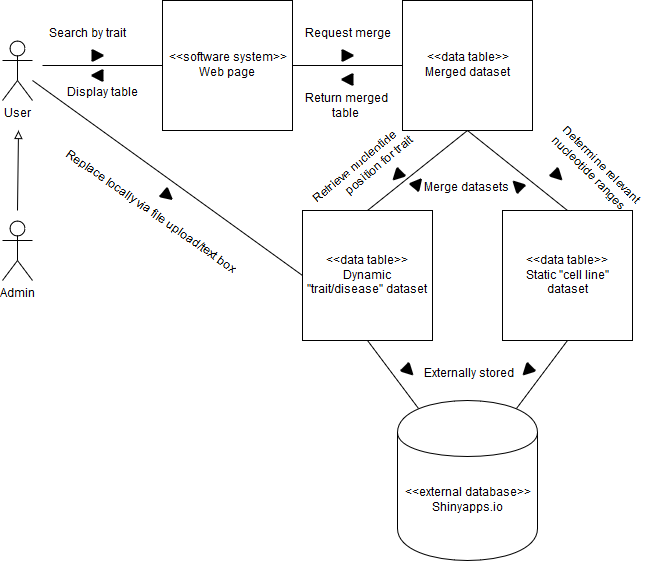 Search by trait
Display table
User
Admin
<<software system>>
Web page
Request merge
Return merged
table
<<data table>>
Merged dataset
Replace locally via file upload/text box
Retrieve nucleotide
position for trait
Merge datasets
Determine relevant
nucleotide ranges
<<data table>>
Dynamic
"trait/disease" dataset
<<data table>>
Static "cell line"
dataset
Externally stored
<<external database>>
Shinyapps.io